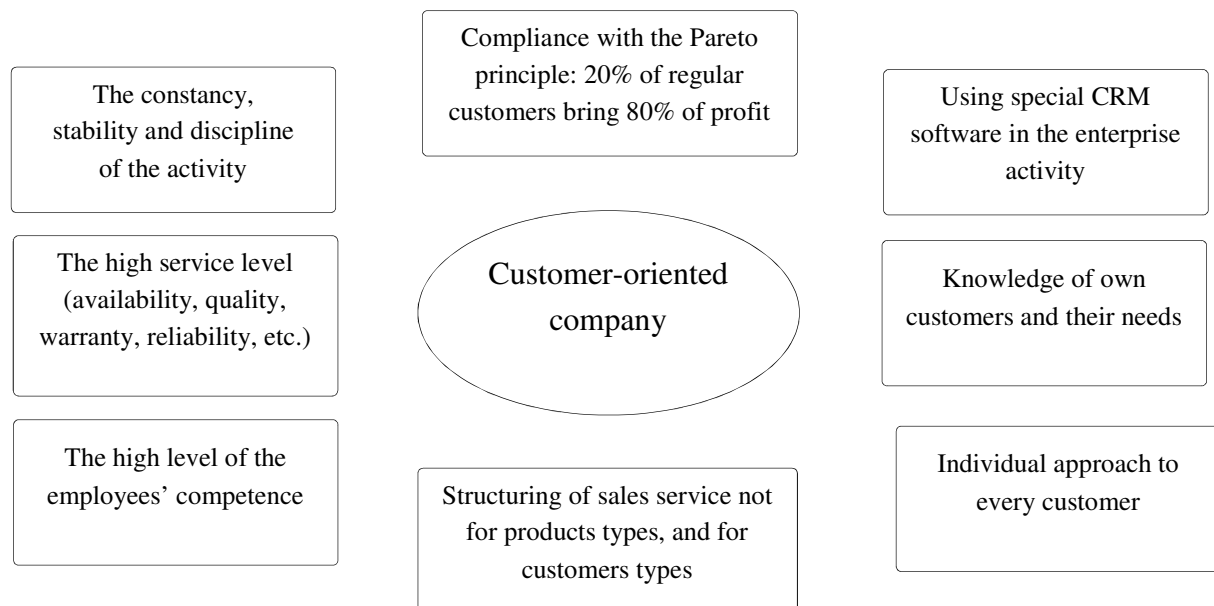 Compliance with the Pareto
principle: 20% of regular
customers bring 80% of profit
The constancy,
stability and discipline
of the activity
Using special CRM
software in the enterprise
activity
The high service level
(availability, quality,
warranty, reliability, etc.)
Customer-oriented
company
Knowledge of own
customers and their needs
The high level of the
employees’ competence
Structuring of sales service not
for products types, and for
customers types
Individual approach to
every customer